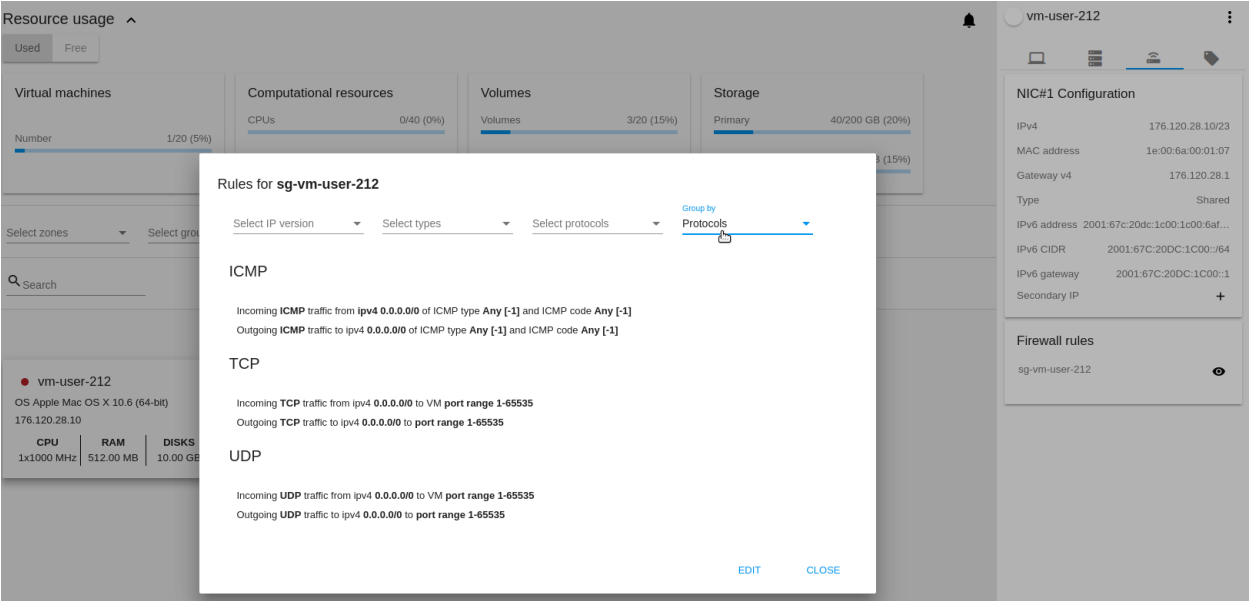 Resource usage
Used Free
Virtual machines
Number 1/20 (5%)
Computational resources
CPUs 0/40 (0%)
Volumes
Volumes 3/20 (15%)
Storage
Primary 40/200 GB (20%)
(15%)
Select zones
Search
vm-user-212
OS Apple Mac OS X 10.6 (64-bit)
176.120.28.10
CPU RAM DISKS
1x1000 MHz 512.00 MB 10.00 GB
Rules for sg-vm-user-212
Group by
Select IP version Select types Select protocols Protocols
ICMP
Incoming ICMP traffic from ipv4 0.0.0.0/0 of ICMP type Any [-1] and ICMP code Any [-1]
Outgoing ICMP traffic to ipv4 0.0.0.0/0 of ICMP type Any [-1] and ICMP code Any [-1]
TCP
Incoming TCP traffic from ipv4 0.0.0.0/0 to VM port range 1-65535
Outgoing TCP traffic to ipv4 0.0.0.0/0 to port range 1-65535
UDP
Incoming UDP traffic from ipv4 0.0.0.0/0 to VM port range 1-65535
Outgoing UDP traffic to ipv4 0.0.0.0/0 to port range 1-65535
EDIT CLOSE
vm-user-212
NIC#1 Configuration
IPv4 176.120.28.10/23
MAC address 1e:00:6a:00:01:07
Gateway v4 176.120.28.1
Type Shared
IPv6 address 2001:67c:20dc:1c00:1c00:6af...
IPv6 CIDR 2001:67C:20DC:1C00::/64
IPv6 gateway 2001:67C:20DC:1C00::1
Secondary IP
Firewall rules
sg-vm-user-212